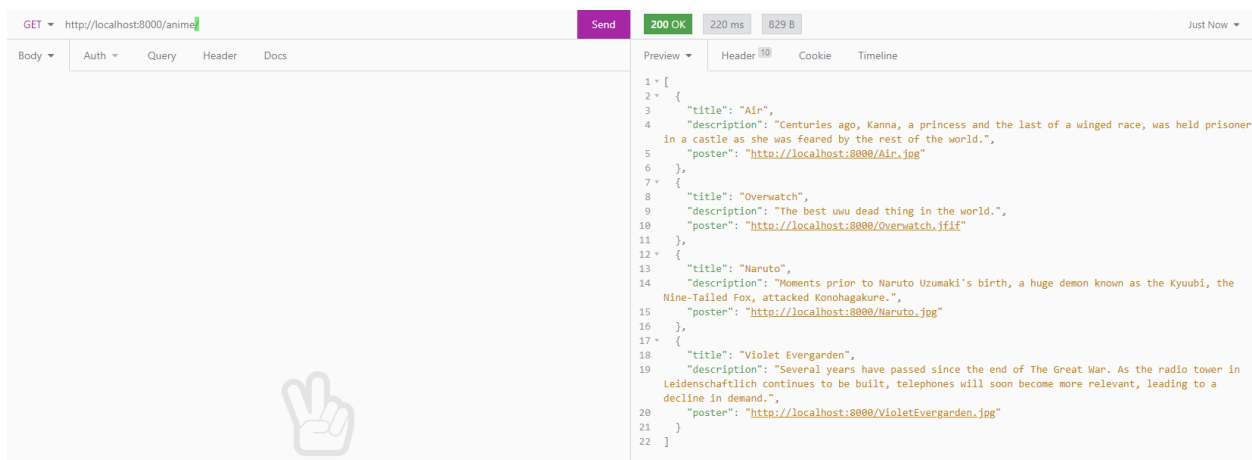 GET http://localhost:8000/anime/ Send 200 OK 220 ms 829 B Just Now
Body Auth Query Header Docs Preview Header 10 Cookie Timeline
1 [
2 {
3 "title": "Air",
4 "description": "Centuries ago, Kanna, a princess and the last of a winged race, was held prisoner
in a castle as she was feared by the rest of the world.",
5 "poster": "http://localhost:8000/Air.jpg"
6 },
7 {
8 "title": "Overwatch",
9 "description": "The best uwu dead thing in the world.",
10 "poster": "http://localhost:8000/Overwatch.jfif"
11 },
12 {
13 "title": "Naruto",
14 "description": "Moments prior to Naruto Uzumaki's birth, a huge demon known as the Kyuubi, the
Nine-Tailed Fox, attacked Konohagakure.",
15 "poster": "http://localhost:8000/Naruto.jpg"
16 },
17 {
18 "title": "Violet Evergarden",
19 "description": "Several years have passed since the end of The Great War. As the radio tower in
Leidenschaftlich continues to be built, telephones will soon become more relevant, leading to a
decline in demand.",
20 "poster": "http://localhost:8000/VioletEvergarden.jpg"
21 }
22 ]